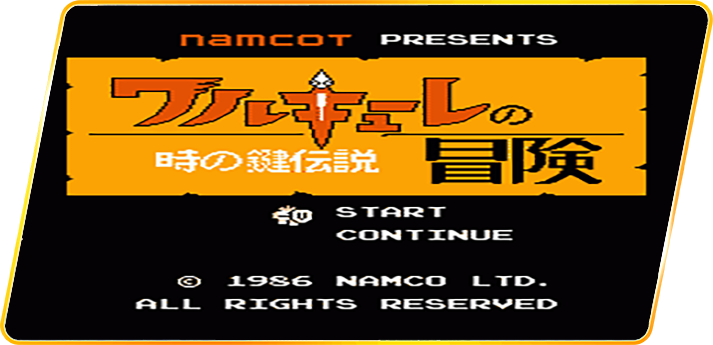 namcot PRESENTS
ワルキューレの
冒険
時の鍵伝説
START
CONTINUE
© 1986 NAMCO LTD.
ALL RIGHTS RESERVED